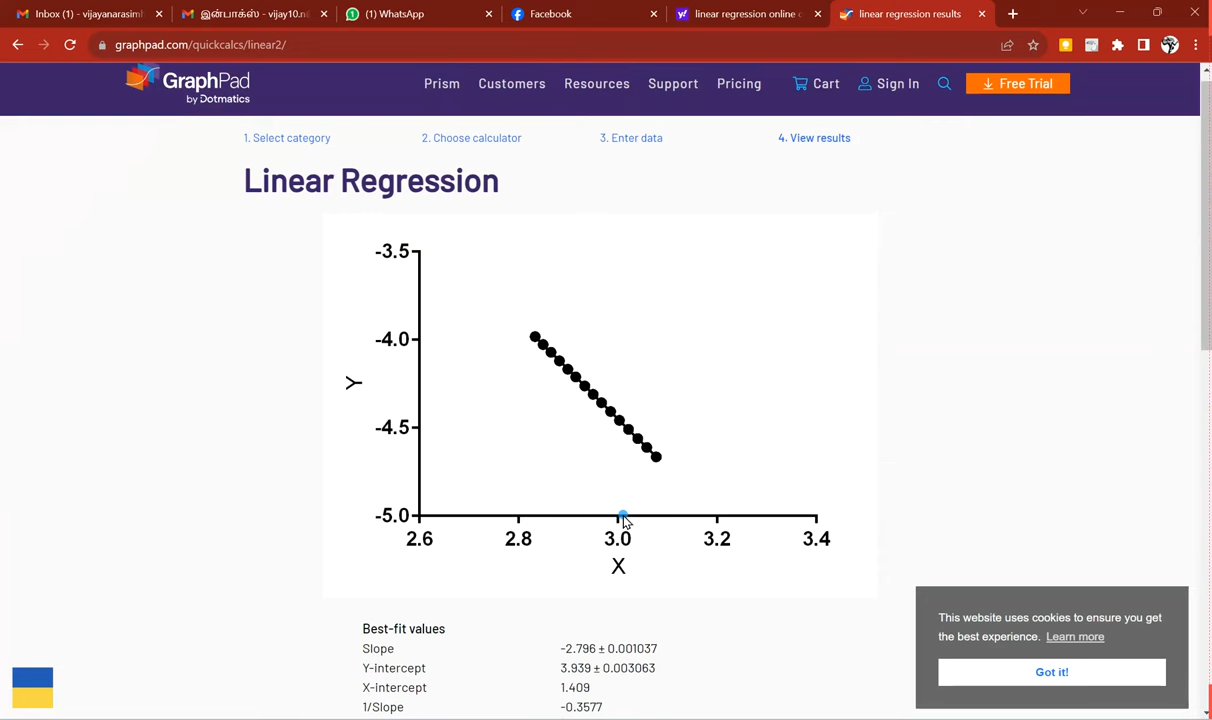 Inbox (1) - vijayanarasimh
இன்பாக்ஸ் - vijay10.n@
(1) WhatsApp
Facebook
linear regression online c
linear regression results
graphpad.com/quickcalcs/linear2/
GraphPad
by Dotmatics
Prism
Customers
Resources
Support
Pricing
Cart
Sign In
Free Trial
1. Select category
2. Choose calculator
3. Enter data
4. View results
Linear Regression
-3.5
-4.0
-4.5
-5.0
Y
2.6 2.8 3.0 3.2 3.4
X
Best-fit values
Slope -2.796 ± 0.001037
Y-intercept 3.939 ± 0.003063
X-intercept 1.409
1/Slope -0.3577
This website uses cookies to ensure you get
the best experience. Learn more
Got it!